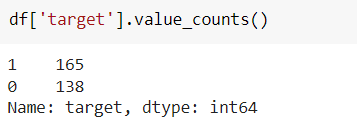 df['target'].value_counts()
1    165
0    138
Name: target, dtype: int64